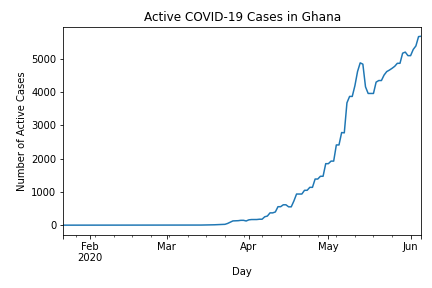 Active COVID-19 Cases in Ghana
Number of Active Cases
5000
4000
3000
2000
1000
0
Feb
2020
Mar
Apr
May
Jun
Day